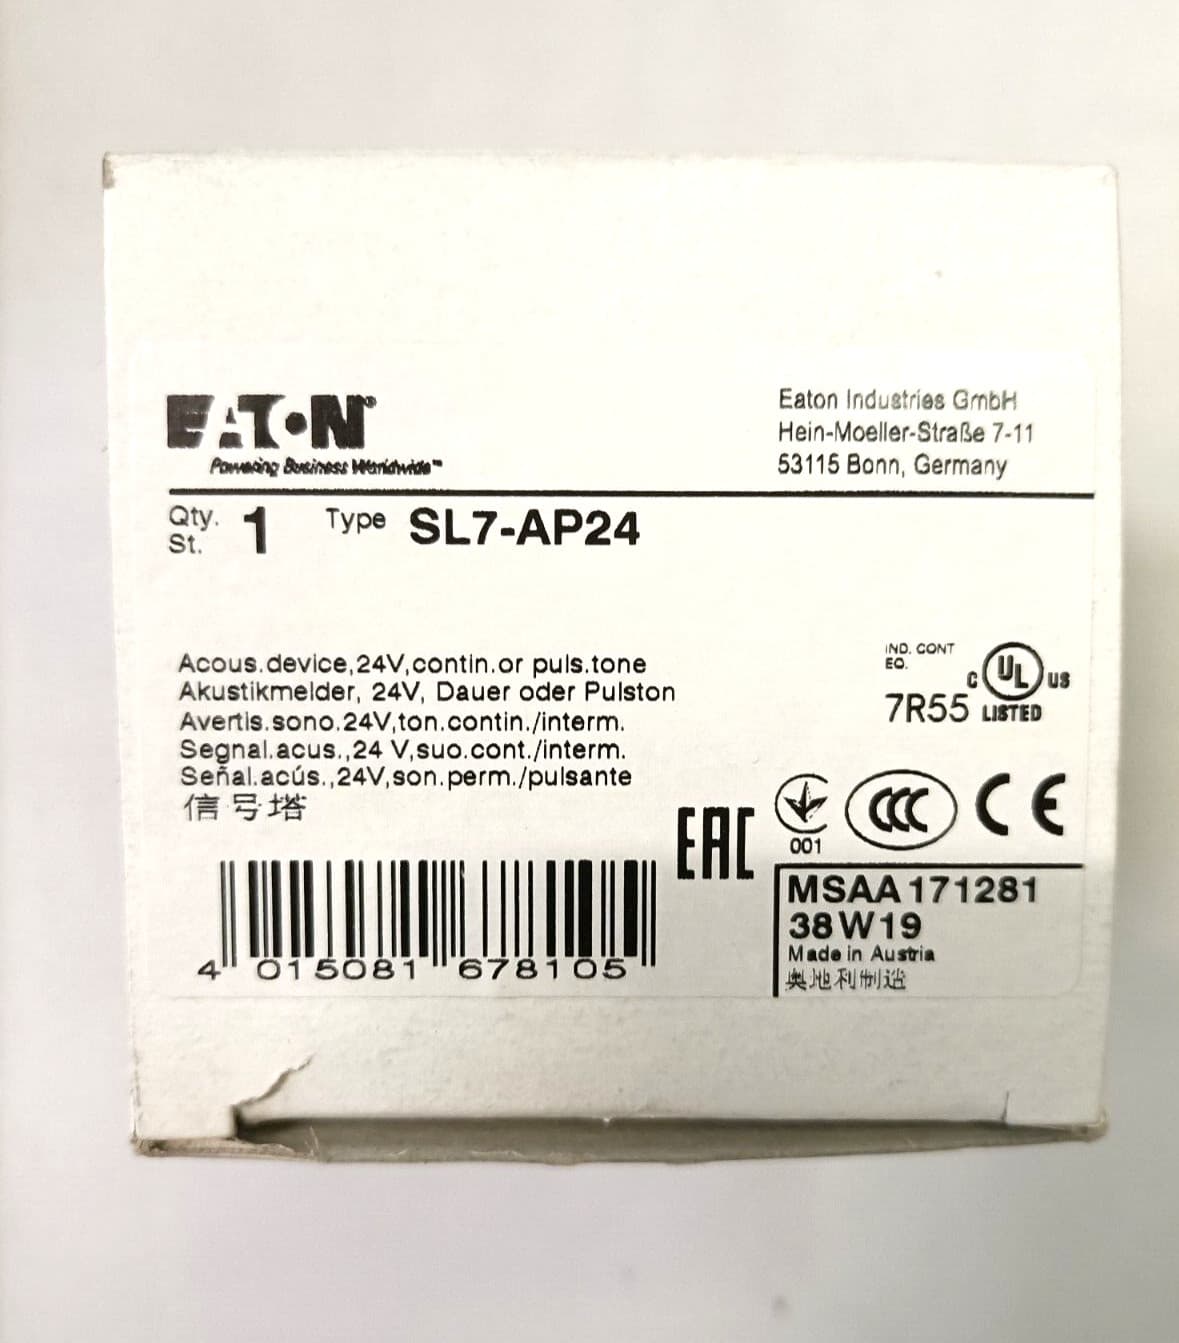 EATON®
Powering Business Worldwide™
Eaton Industries GmbH
Hein-Moeller-Straße 7-11
53115 Bonn, Germany
Qty. 1 Type SL7-AP24
St.
Acous.device,24V,contin.or puls.tone
Akustikmelder, 24V, Dauer oder Pulston
Avertis.sono.24V,ton.contin./interm.
Segnal.acus.,24 V,suo.cont./interm.
Señal.acús.,24V,son.perm./pulsante
信号塔
IND. CONT
EQ.
7R55
C UL US
LISTED
EAC
001
CCC
CE
4 015081 678105
MSAA171281
38W19
Made in Austria
奥地利制造